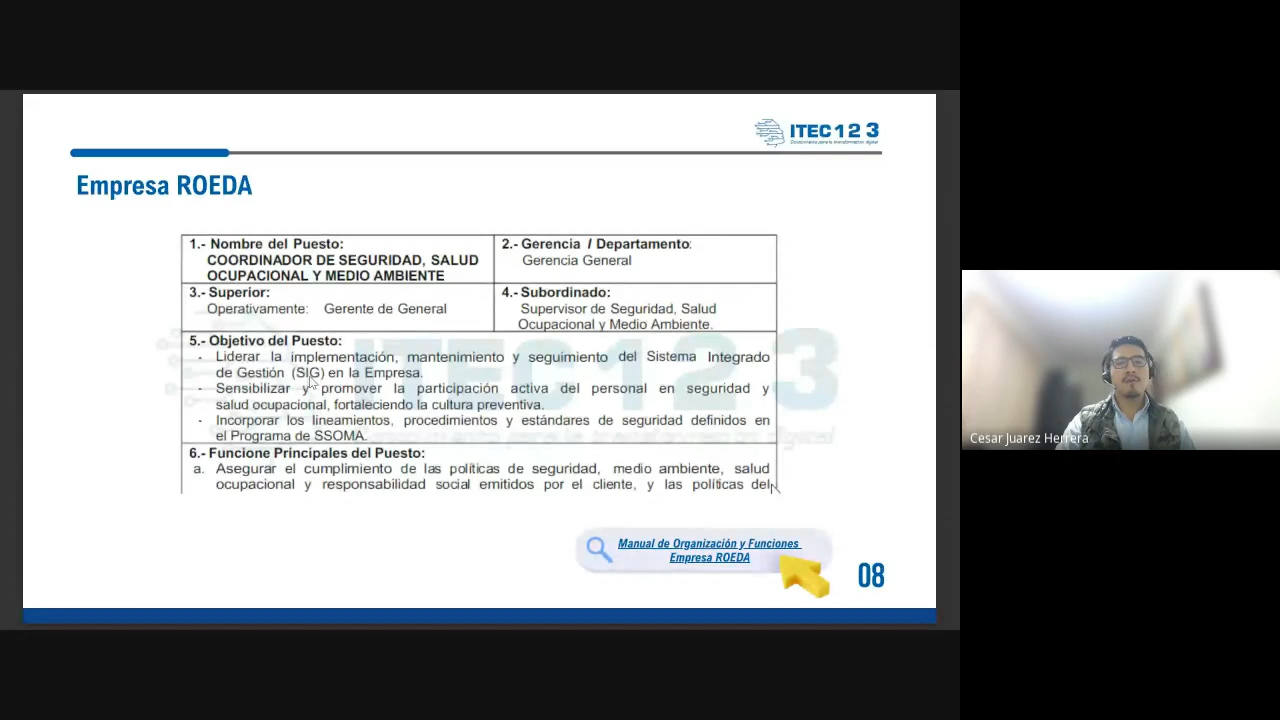 ITEC 1 2 3
Empresa ROEDA
1.- Nombre del Puesto:
COORDINADOR DE SEGURIDAD, SALUD
OCUPACIONAL Y MEDIO AMBIENTE
2.- Gerencia / Departamento:
Gerencia General
3.- Superior:
Operativamente: Gerente de General
4.- Subordinado:
Supervisor de Seguridad, Salud
Ocupacional y Medio Ambiente.
5.- Objetivo del Puesto:
- Liderar la implementación, mantenimiento y seguimiento del Sistema Integrado
de Gestión (SIG) en la Empresa.
- Sensibilizar y promover la participación activa del personal en seguridad y
salud ocupacional, fortaleciendo la cultura preventiva.
- Incorporar los lineamientos, procedimientos y estándares de seguridad definidos en
el Programa de SSOMA.
6.- Funcione Principales del Puesto:
a. Asegurar el cumplimiento de las políticas de seguridad, medio ambiente, salud
ocupacional y responsabilidad social emitidos por el cliente, y las políticas del
ITEC 1 2 3
Manual de Organización y Funciones
Empresa ROEDA
08
Cesar Juarez Herrera